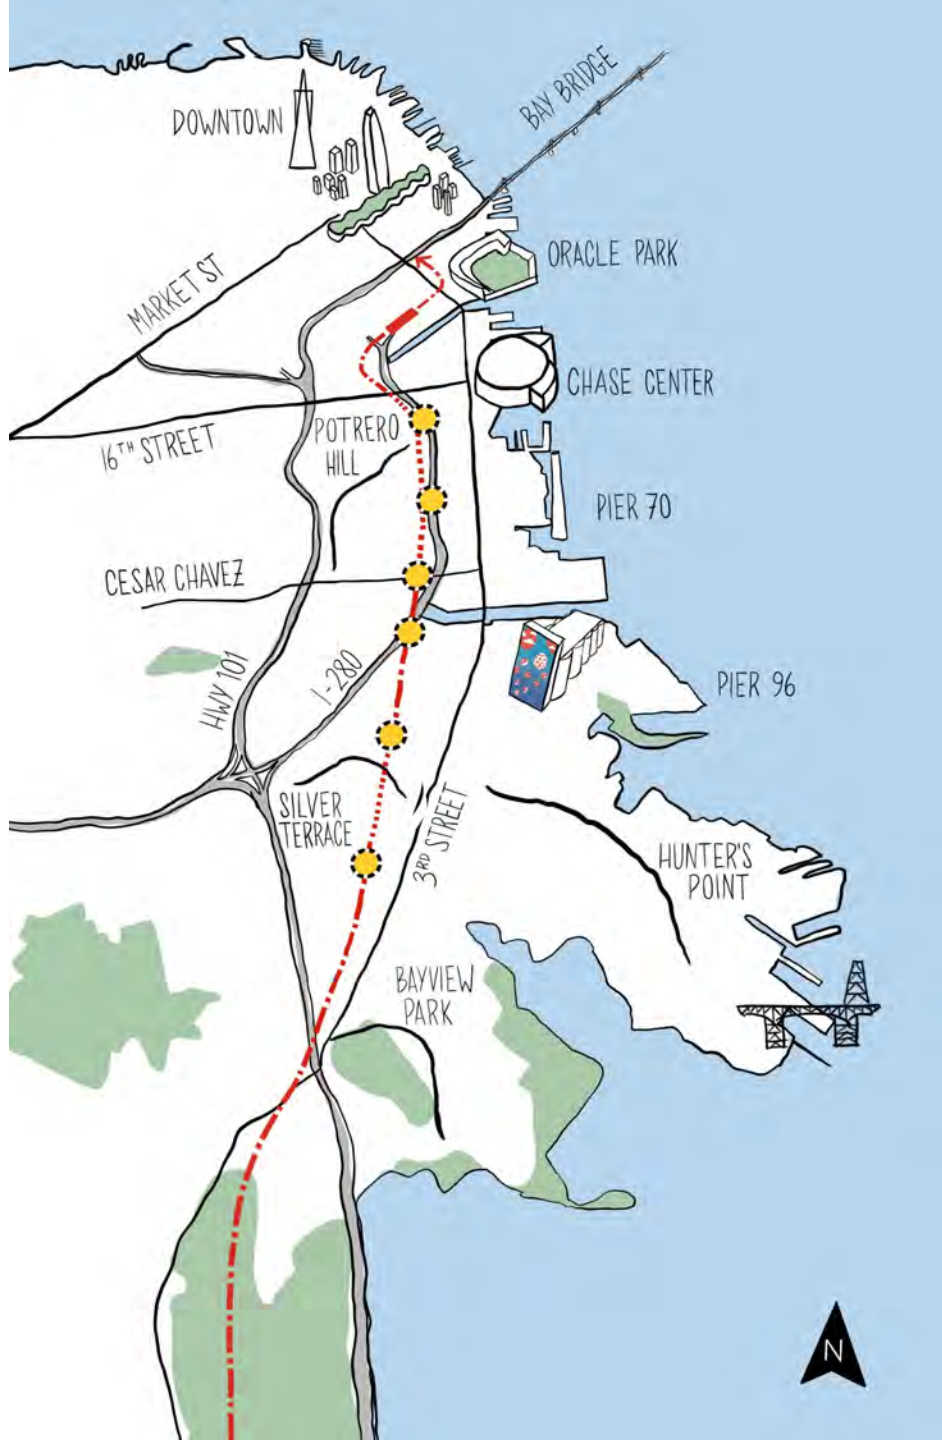 BAY BRIDGE
DOWNTOWN
ORACLE PARK
MARKET ST
CHASE CENTER
16TH STREET
POTRERO
HILL
PIER 70
CESAR CHAVEZ
HWY 101
I-280
PIER 96
SILVER
TERRACE
3RD STREET
HUNTER'S
POINT
BAYVIEW
PARK
N